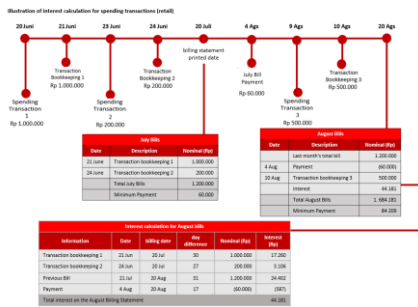 Illustration of interest calculation for spending transactions (retail)
20 Juni
21 Juni
23 Juni
24 Juni
20 Juli
4 Ags
9 Ags
10 Ags
20 Ags
Spending
Transaction
1
Rp 1.000.000
Transaction
Bookkeeping 1
Rp 1.000.000
Spending
Transaction
2
Rp 200.000
Transaction
Bookkeeping 2
Rp 200.000
billing statement
printed date
July Bill
Payment
Rp 60.000
Spending
Transaction
3
Rp 500.000
Transaction
Bookkeeping 3
Rp 500.000
July Bills
Date Description Nominal (Rp)
21 June Transaction bookkeeping 1 1.000.000
24 June Transaction bookkeeping 2 200.000
Total July Bills 1.200.000
Minimum Payment 60.000
August Bills
Date Description Nominal (Rp)
Last month's total bill 1.200.000
4 Aug Payment (60.000)
10 Aug Transaction bookkeeping 3 500.000
Interest 44.181
Total August Bills 1.684.181
Minimum Payment 84.209
Interest calculation for August bills
Information Date billing date day difference Nominal (Rp) Interest (Rp)
Transaction bookkeeping 1 21 Jun 20 Jul 30 1.000.000 17.260
Transaction bookkeeping 2 24 Jun 20 Jul 27 200.000 3.106
Previous Bill 21 Jul 20 Aug 31 1.200.000 24.402
Payment 4 Aug 20 Aug 17 (60.000) (587)
Total interest on the August Billing Statement 44.181